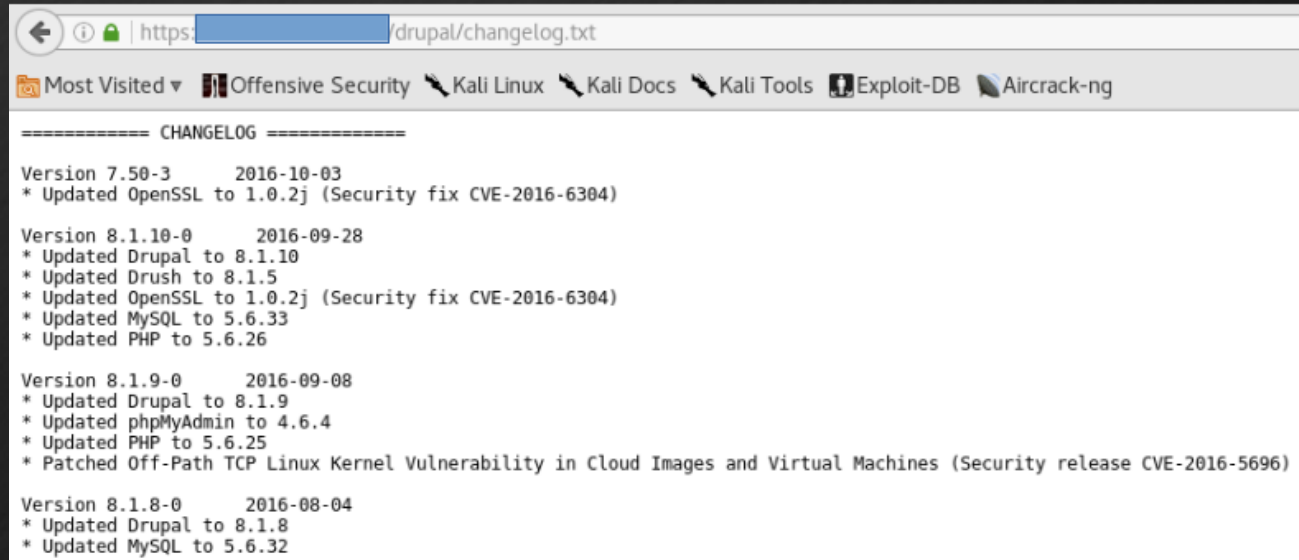 https: /drupal/changelog.txt
Most Visited Offensive Security Kali Linux Kali Docs Kali Tools Exploit-DB Aircrack-ng
============ CHANGELOG =============
Version 7.50-3 2016-10-03
* Updated OpenSSL to 1.0.2j (Security fix CVE-2016-6304)
Version 8.1.10-0 2016-09-28
* Updated Drupal to 8.1.10
* Updated Drush to 8.1.5
* Updated OpenSSL to 1.0.2j (Security fix CVE-2016-6304)
* Updated MySQL to 5.6.33
* Updated PHP to 5.6.26
Version 8.1.9-0 2016-09-08
* Updated Drupal to 8.1.9
* Updated phpMyAdmin to 4.6.4
* Updated PHP to 5.6.25
* Patched Off-Path TCP Linux Kernel Vulnerability in Cloud Images and Virtual Machines (Security release CVE-2016-5696)
Version 8.1.8-0 2016-08-04
* Updated Drupal to 8.1.8
* Updated MySQL to 5.6.32